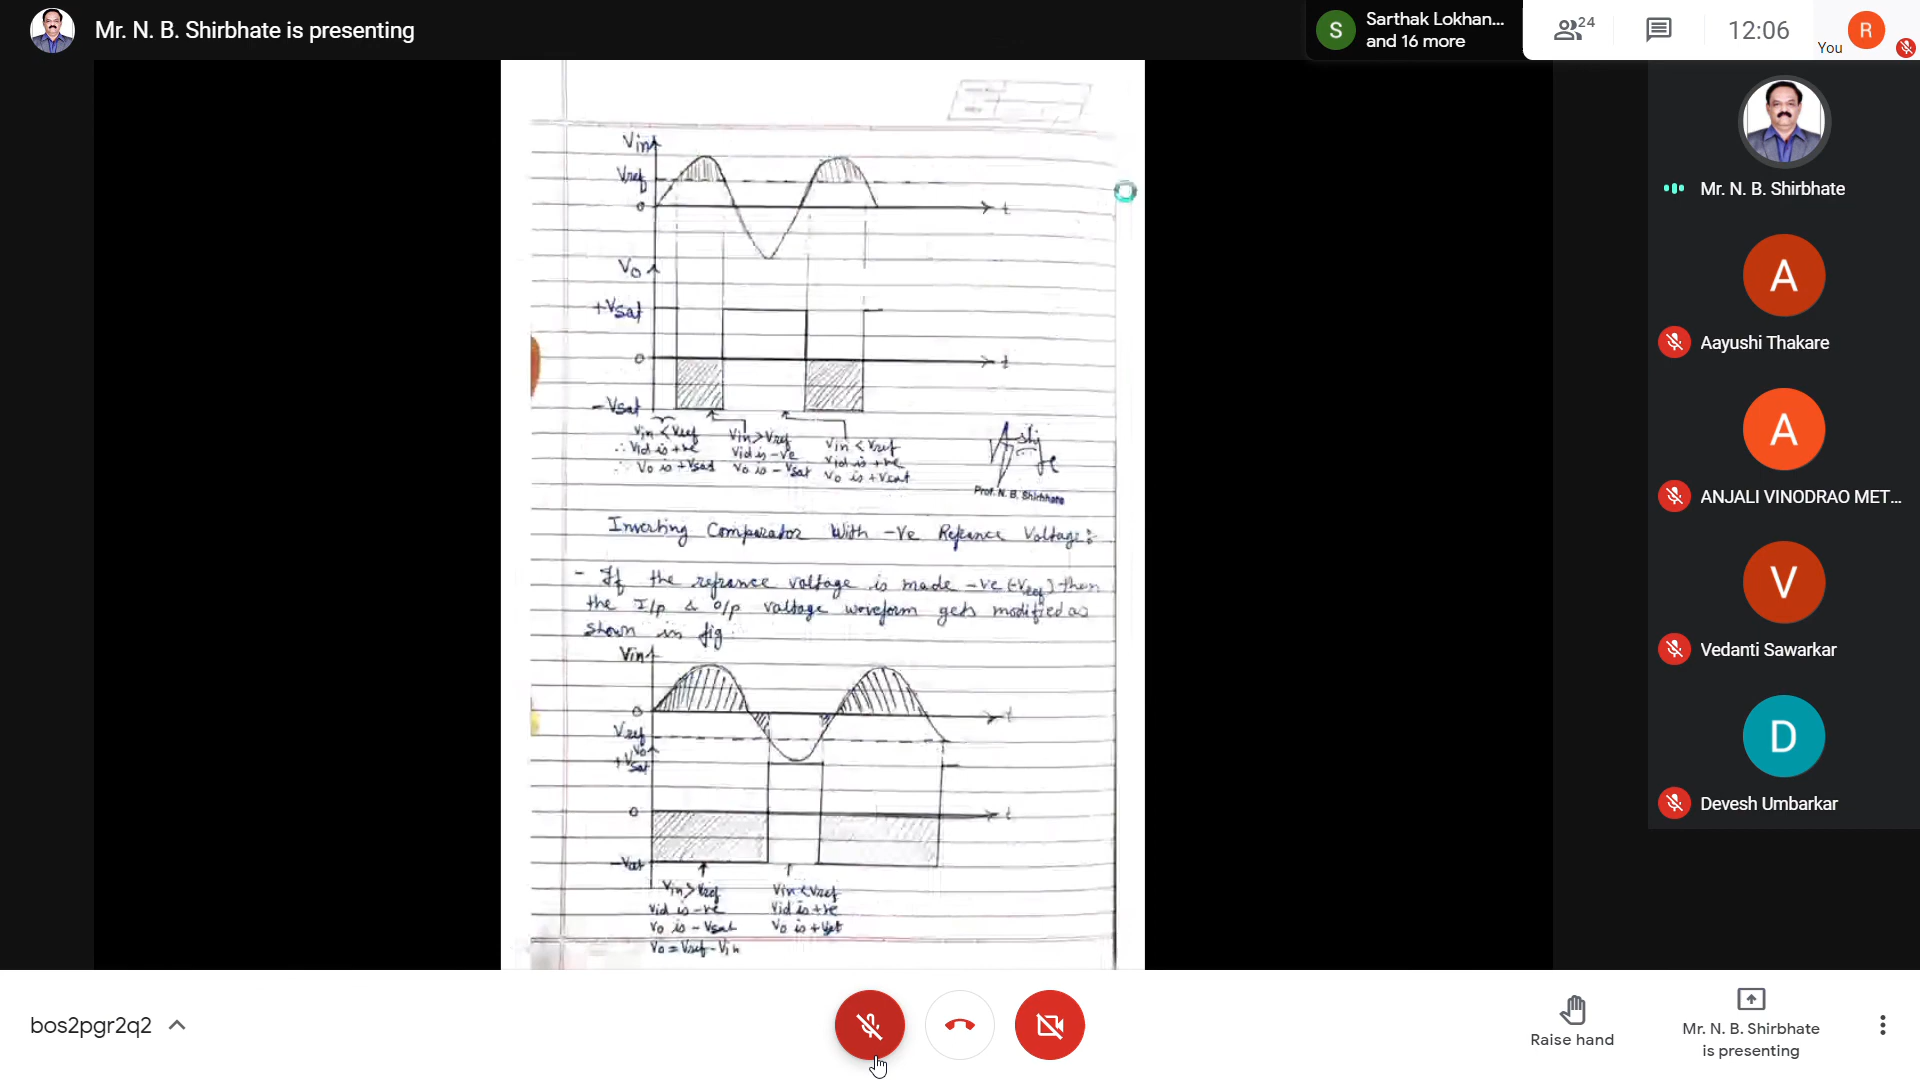 Mr. N. B. Shirbhate is presenting
S
Sarthak Lokhan...
and 16 more
24
12:06
You
R
Vin
Vref
0
t
Vo
+Vsat
0
t
-Vsat
Vin < Vref
∴ Vid is +ve
∴ Vo is +Vsat
Vin > Vref
Vid is -ve
Vo is -Vsat
Vin < Vref
Vid is +ve
Vo is +Vsat
Prof. N. B. Shirbhate
Inverting Comparator With -Ve Refrance Voltage:-
- If the refrance voltage is made -ve (-Vref) then
the I/p & o/p voltage waveform gets modified as
shown in fig.
Vin
0
t
Vref
Vo
+Vsat
0
t
-Vsat
Vin > Vref
Vid is -ve
Vo is -Vsat
Vo = Vref - Vin
Vin < Vref
Vid is +ve
Vo is +Vsat
Mr. N. B. Shirbhate
A
Aayushi Thakare
A
ANJALI VINODRAO MET...
V
Vedanti Sawarkar
D
Devesh Umbarkar
bos2pgr2q2
Raise hand
Mr. N. B. Shirbhate
is presenting